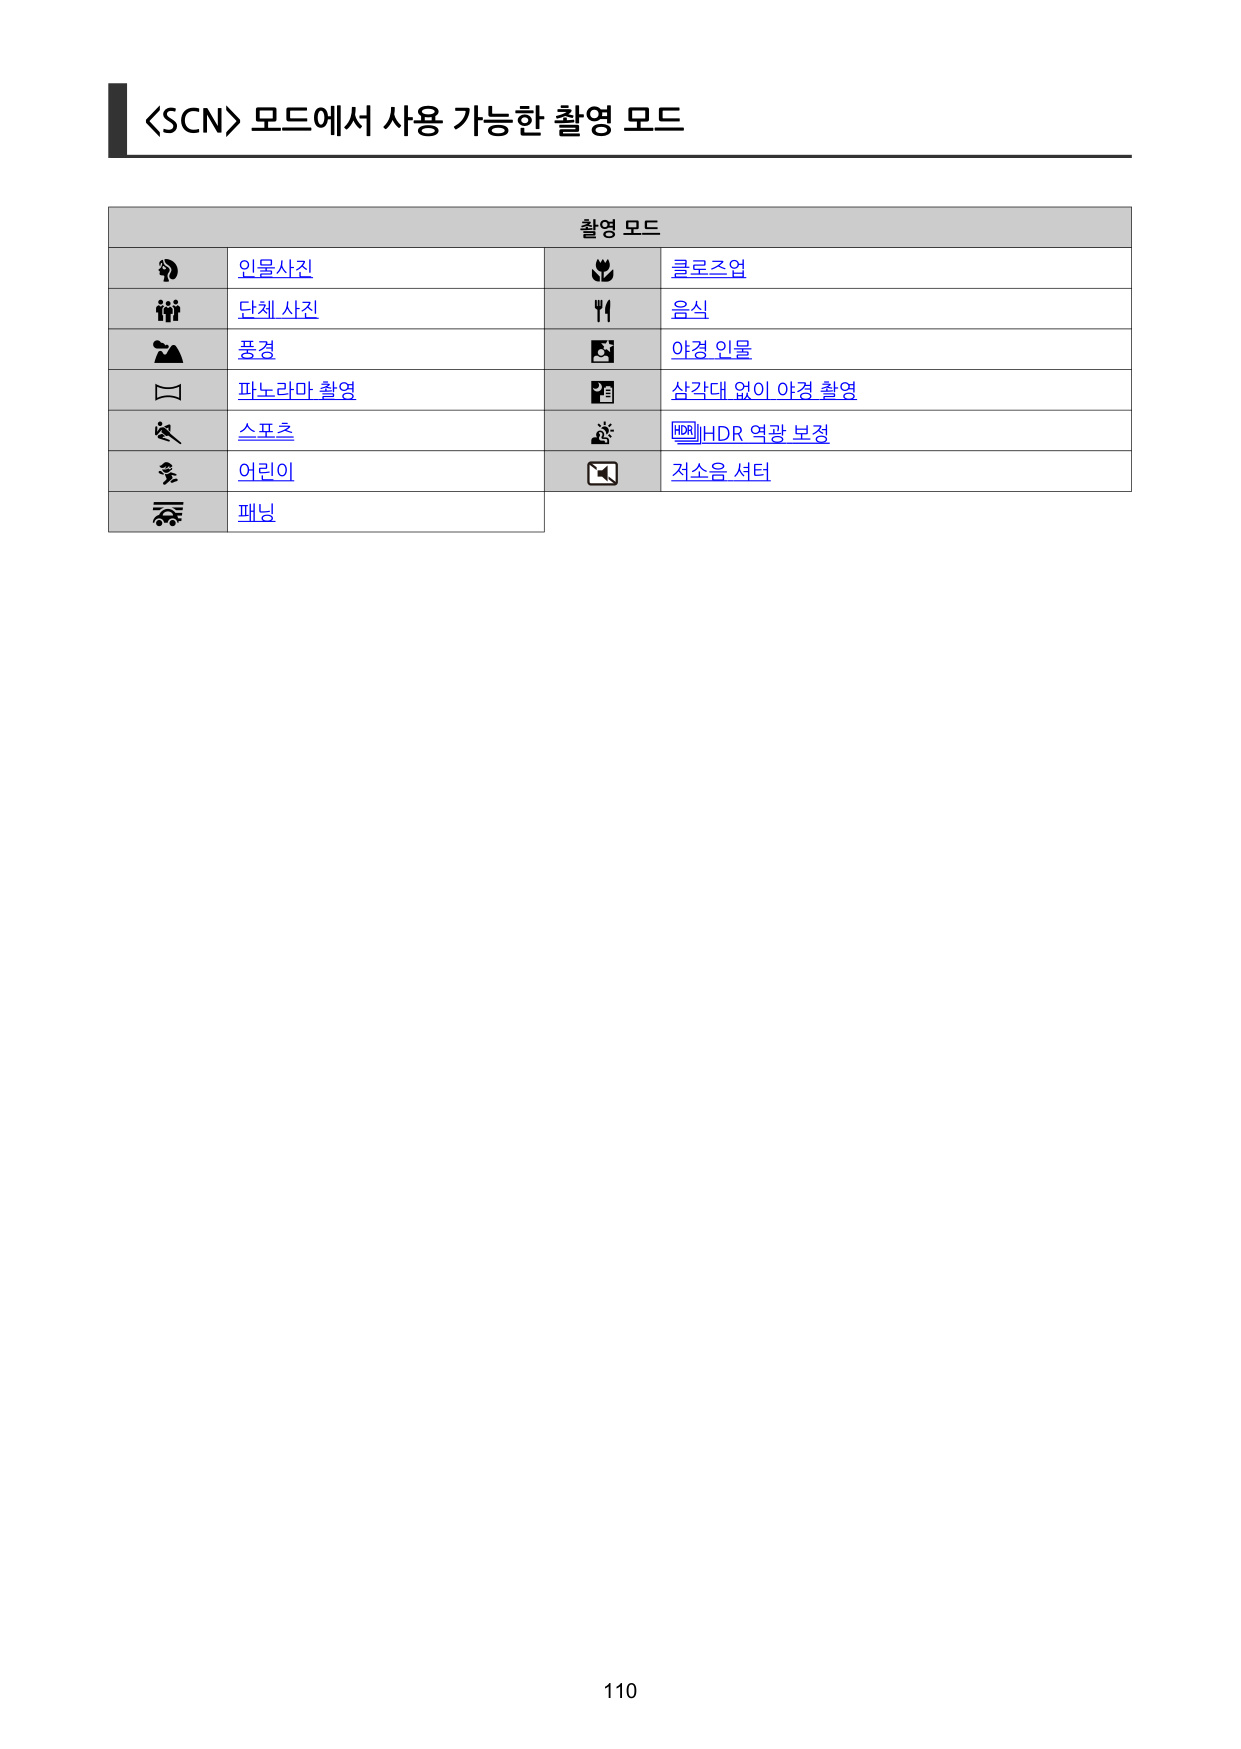 <SCN> 모드에서 사용 가능한 촬영 모드
촬영 모드
인물사진 클로즈업
단체 사진 음식
풍경 야경 인물
파노라마 촬영 삼각대 없이 야경 촬영
스포츠 HDR HDR 역광 보정
어린이 저소음 셔터
패닝
110